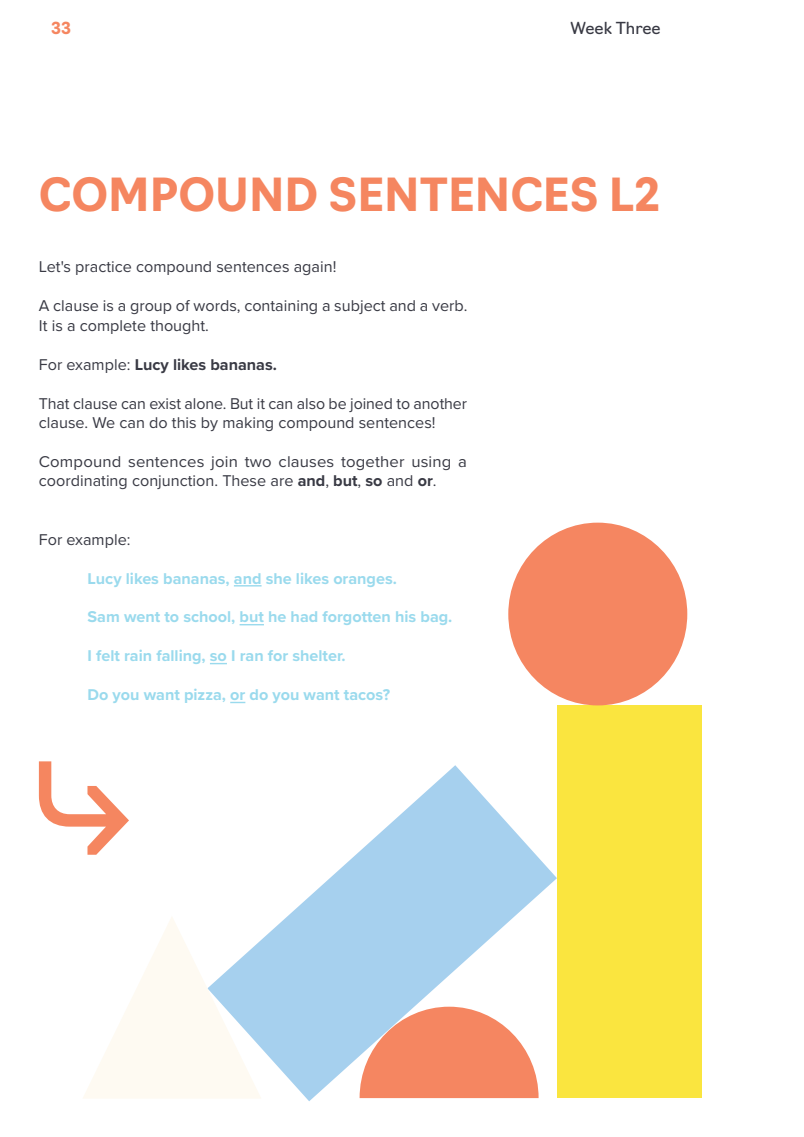 33
Week Three
COMPOUND SENTENCES L2
Let's practice compound sentences again!
A clause is a group of words, containing a subject and a verb.
It is a complete thought.
For example: Lucy likes bananas.
That clause can exist alone. But it can also be joined to another
clause. We can do this by making compound sentences!
Compound sentences join two clauses together using a
coordinating conjunction. These are and, but, so and or.
For example:
Lucy likes bananas, and she likes oranges.
Sam went to school, but he had forgotten his bag.
I felt rain falling, so I ran for shelter.
Do you want pizza, or do you want tacos?